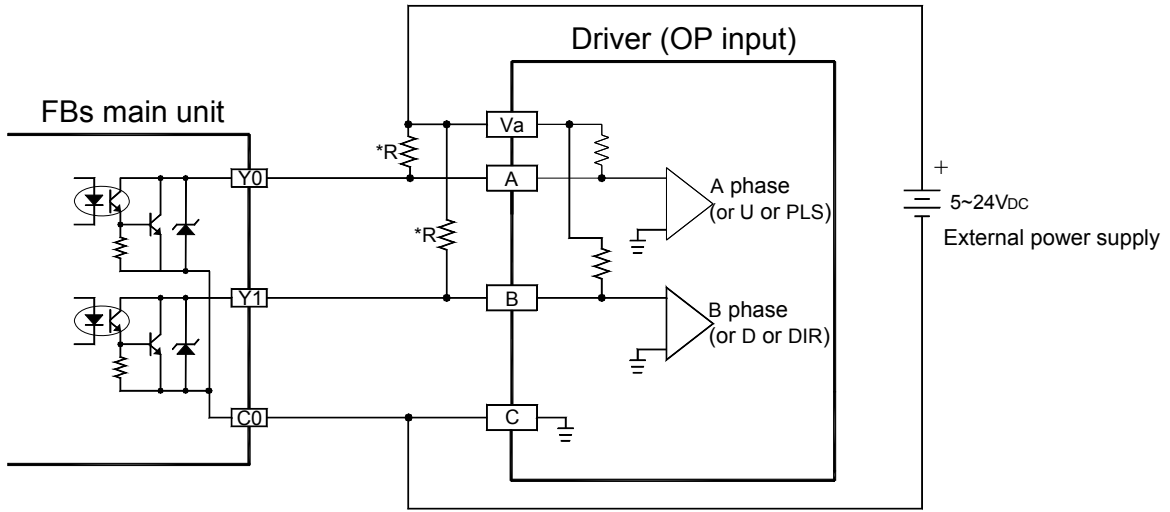 Driver (OP input)
FBs main unit
Va
*R
Y0
A
A phase
(or U or PLS)
+
5~24VDC
External power supply
*R
Y1
B
B phase
(or D or DIR)
C0
C